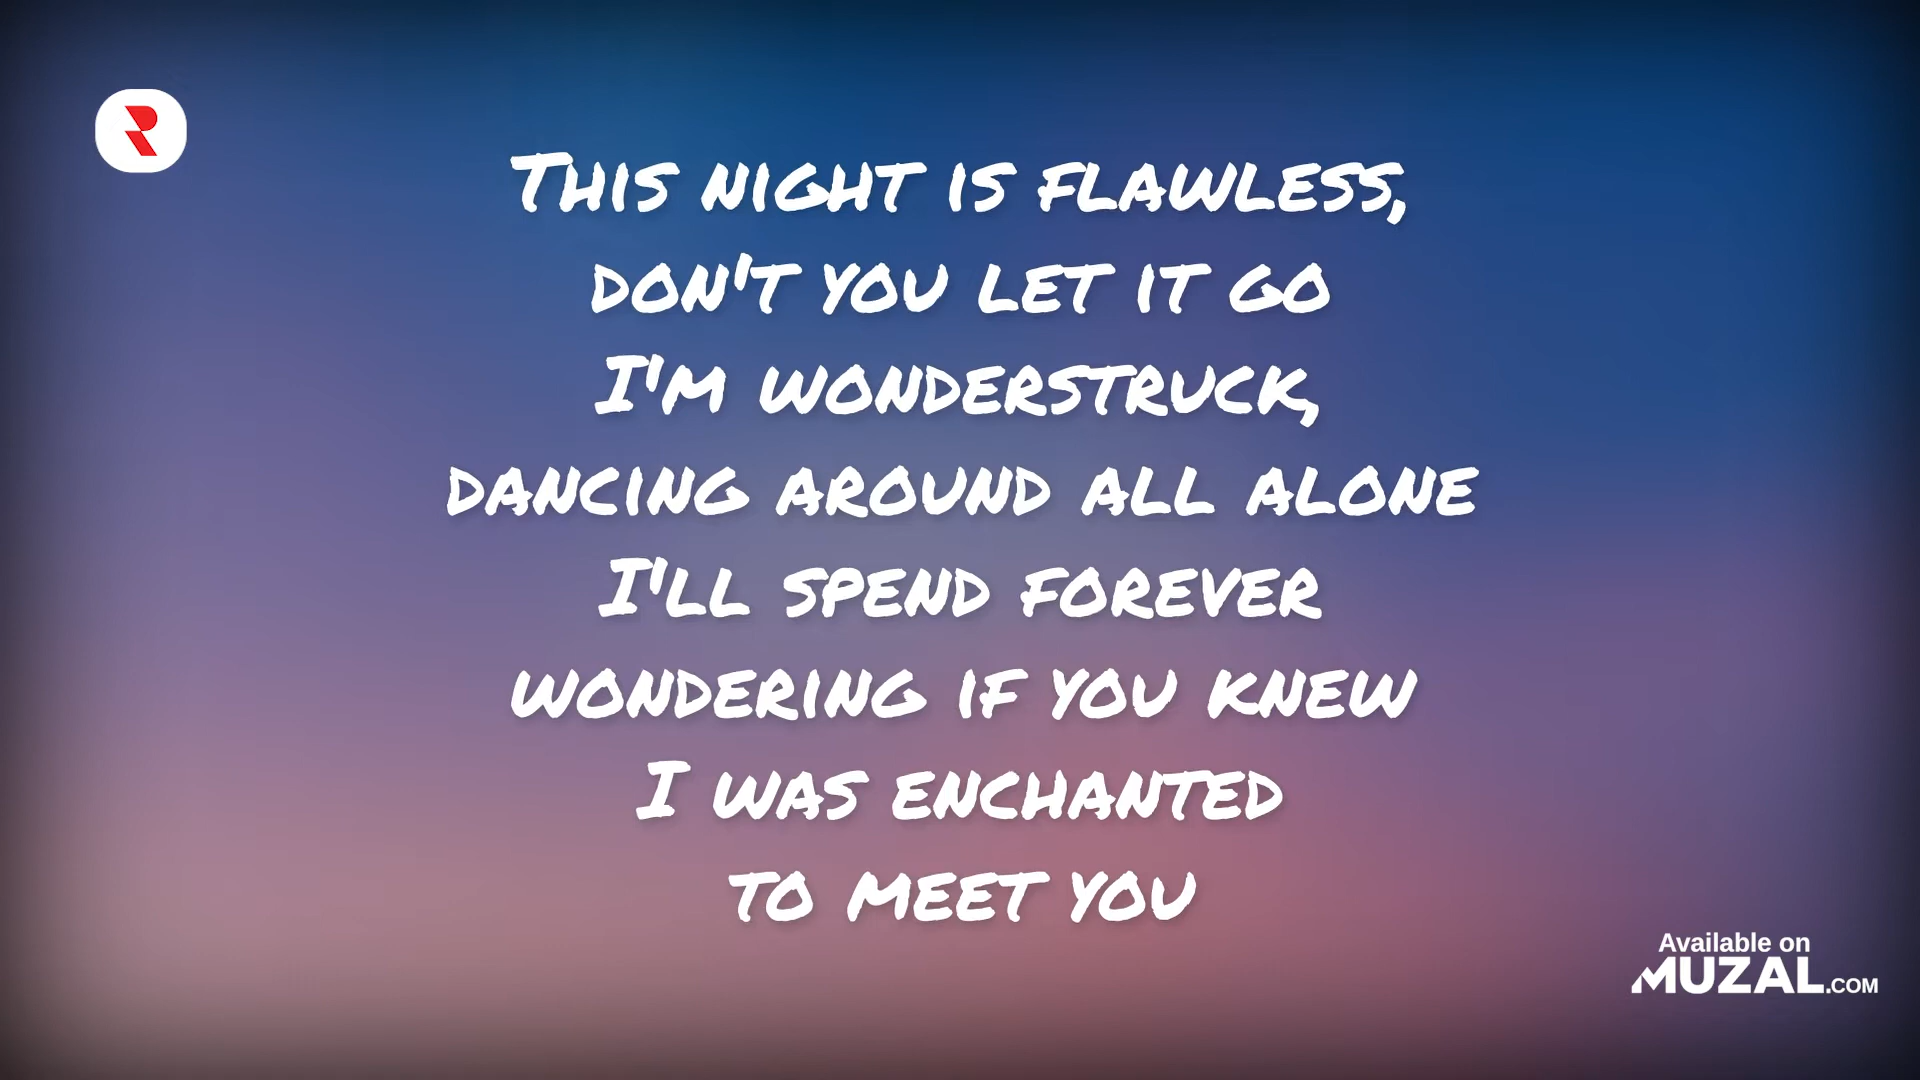 This night is flawless,
don't you let it go
I'm wonderstruck,
dancing around all alone
I'll spend forever
wondering if you knew
I was enchanted
to meet you
R
Available on
MUZAL.COM